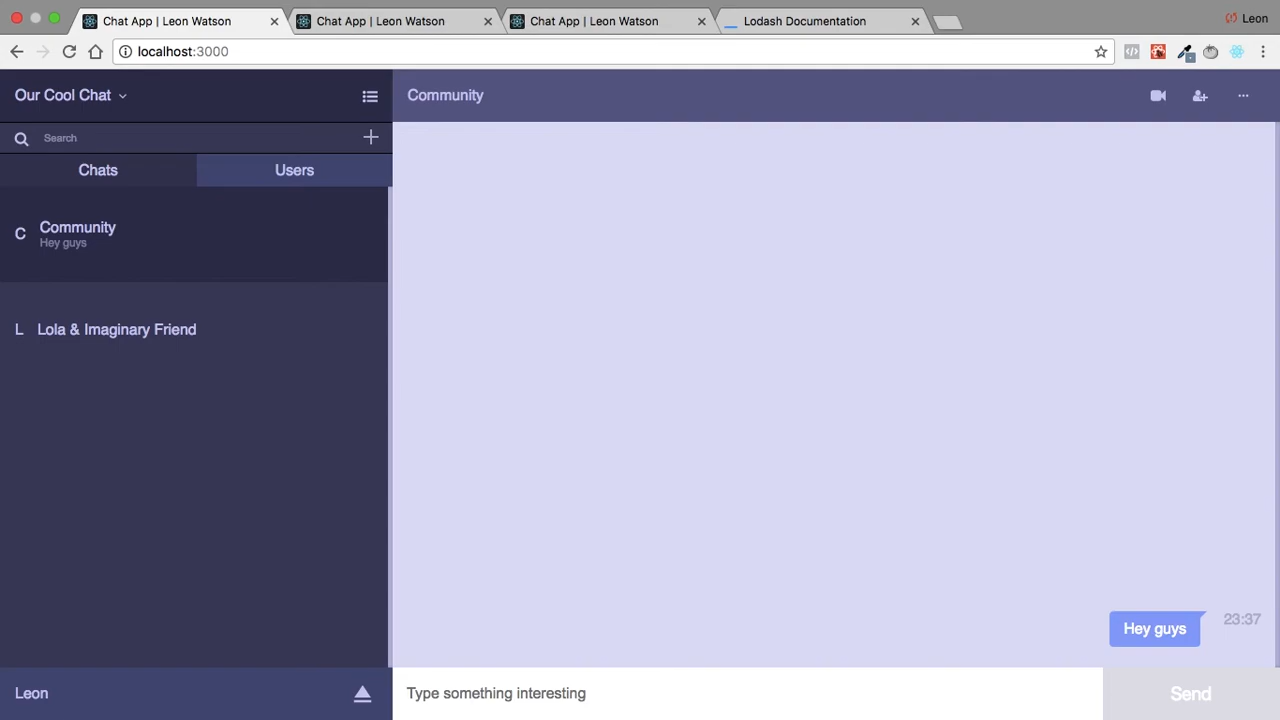 Chat App | Leon Watson
Chat App | Leon Watson
Chat App | Leon Watson
Lodash Documentation
Leon
localhost:3000
Our Cool Chat
Community
Search
Chats
Users
C
Community
Hey guys
L
Lola & Imaginary Friend
Hey guys
23:37
Leon
Type something interesting
Send